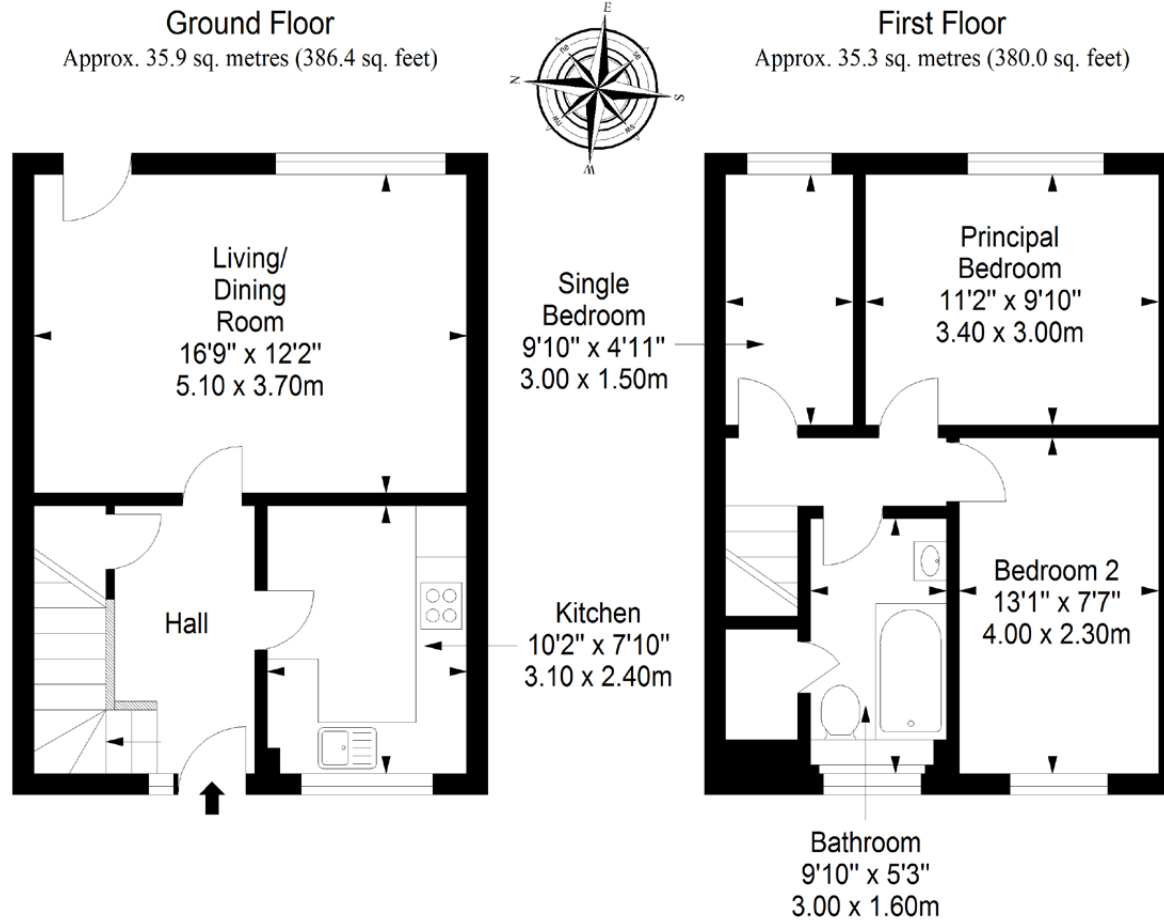 Ground Floor
Approx. 35.9 sq. metres (386.4 sq. feet)
E
ne
se
N
S
nw
sw
W
First Floor
Approx. 35.3 sq. metres (380.0 sq. feet)
Living/
Dining
Room
16'9" x 12'2"
5.10 x 3.70m
Single
Bedroom
9'10" x 4'11"
3.00 x 1.50m
Principal
Bedroom
11'2" x 9'10"
3.40 x 3.00m
Hall
Kitchen
10'2" x 7'10"
3.10 x 2.40m
Bedroom 2
13'1" x 7'7"
4.00 x 2.30m
Bathroom
9'10" x 5'3"
3.00 x 1.60m